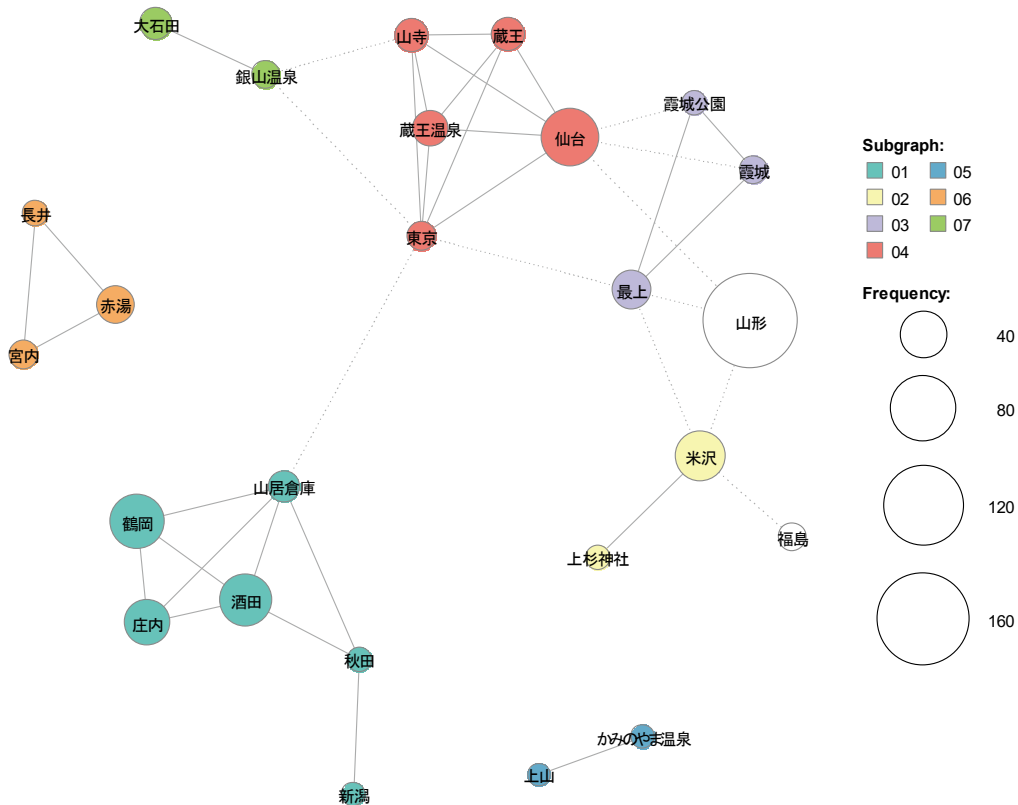 大石田
銀山温泉
山寺
蔵王
蔵王温泉
仙台
霞城公園
霞城
東京
最上
山形
長井
赤湯
宮内
米沢
福島
上杉神社
山居倉庫
鶴岡
酒田
庄内
秋田
新潟
かみのやま温泉
上山
Subgraph:
01 05
02 06
03 07
04
Frequency:
40
80
120
160